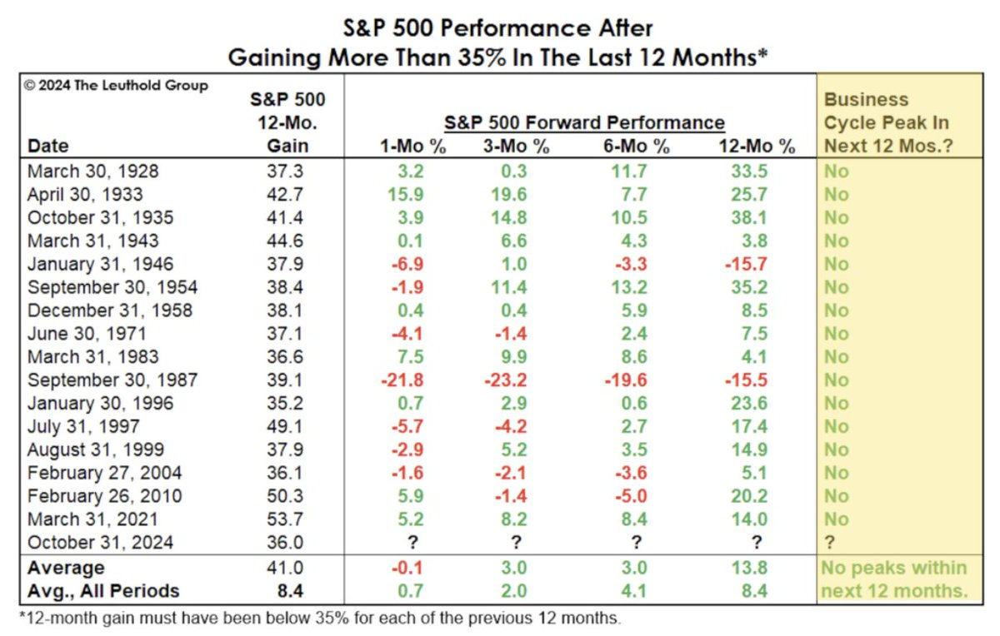 S&P 500 Performance After
Gaining More Than 35% In The Last 12 Months*
© 2024 The Leuthold Group
S&P 500 Business
12-Mo. S&P 500 Forward Performance Cycle Peak In
Date Gain 1-Mo % 3-Mo % 6-Mo % 12-Mo % Next 12 Mos.?
March 30, 1928 37.3 3.2 0.3 11.7 33.5 No
April 30, 1933 42.7 15.9 19.6 7.7 25.7 No
October 31, 1935 41.4 3.9 14.8 10.5 38.1 No
March 31, 1943 44.6 0.1 6.6 4.3 3.8 No
January 31, 1946 37.9 -6.9 1.0 -3.3 -15.7 No
September 30, 1954 38.4 -1.9 11.4 13.2 35.2 No
December 31, 1958 38.1 0.4 0.4 5.9 8.5 No
June 30, 1971 37.1 -4.1 -1.4 2.4 7.5 No
March 31, 1983 36.6 7.5 9.9 8.6 4.1 No
September 30, 1987 39.1 -21.8 -23.2 -19.6 -15.5 No
January 30, 1996 35.2 0.7 2.9 0.6 23.6 No
July 31, 1997 49.1 -5.7 -4.2 2.7 17.4 No
August 31, 1999 37.9 -2.9 5.2 3.5 14.9 No
February 27, 2004 36.1 -1.6 -2.1 -3.6 5.1 No
February 26, 2010 50.3 5.9 -1.4 -5.0 20.2 No
March 31, 2021 53.7 5.2 8.2 8.4 14.0 No
October 31, 2024 36.0 ? ? ? ? ?
Average 41.0 -0.1 3.0 3.0 13.8 No peaks within
Avg., All Periods 8.4 0.7 2.0 4.1 8.4 next 12 months.
*12-month gain must have been below 35% for each of the previous 12 months.